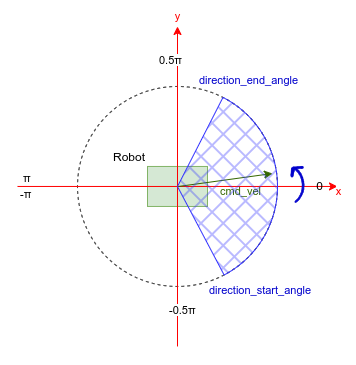 y
0.5π
direction_end_angle
Robot
π
-π
cmd_vel
0
x
direction_start_angle
-0.5π